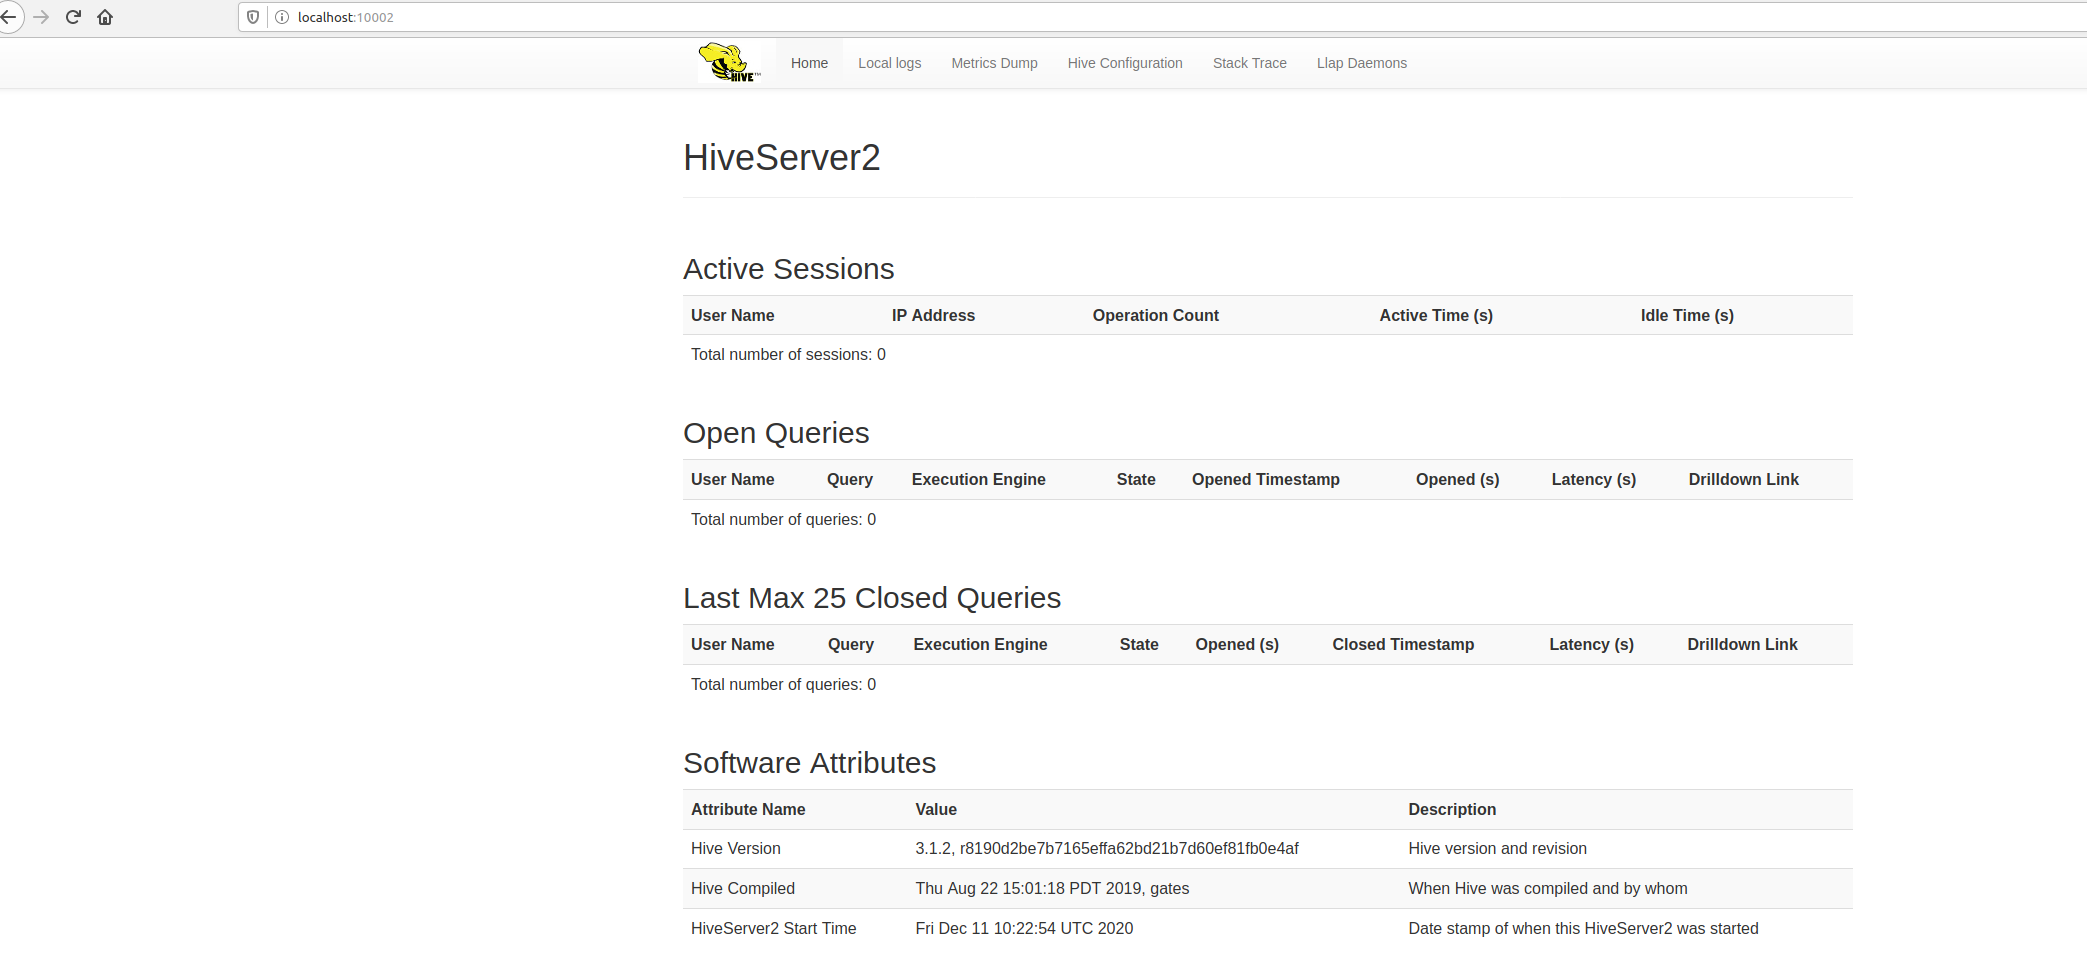 localhost:10002
HIVE™ Home Local logs Metrics Dump Hive Configuration Stack Trace Llap Daemons
HiveServer2
Active Sessions
User Name IP Address Operation Count Active Time (s) Idle Time (s)
Total number of sessions: 0
Open Queries
User Name Query Execution Engine State Opened Timestamp Opened (s) Latency (s) Drilldown Link
Total number of queries: 0
Last Max 25 Closed Queries
User Name Query Execution Engine State Opened (s) Closed Timestamp Latency (s) Drilldown Link
Total number of queries: 0
Software Attributes
Attribute Name Value Description
Hive Version 3.1.2, r8190d2be7b7165effa62bd21b7d60ef81fb0e4af Hive version and revision
Hive Compiled Thu Aug 22 15:01:18 PDT 2019, gates When Hive was compiled and by whom
HiveServer2 Start Time Fri Dec 11 10:22:54 UTC 2020 Date stamp of when this HiveServer2 was started